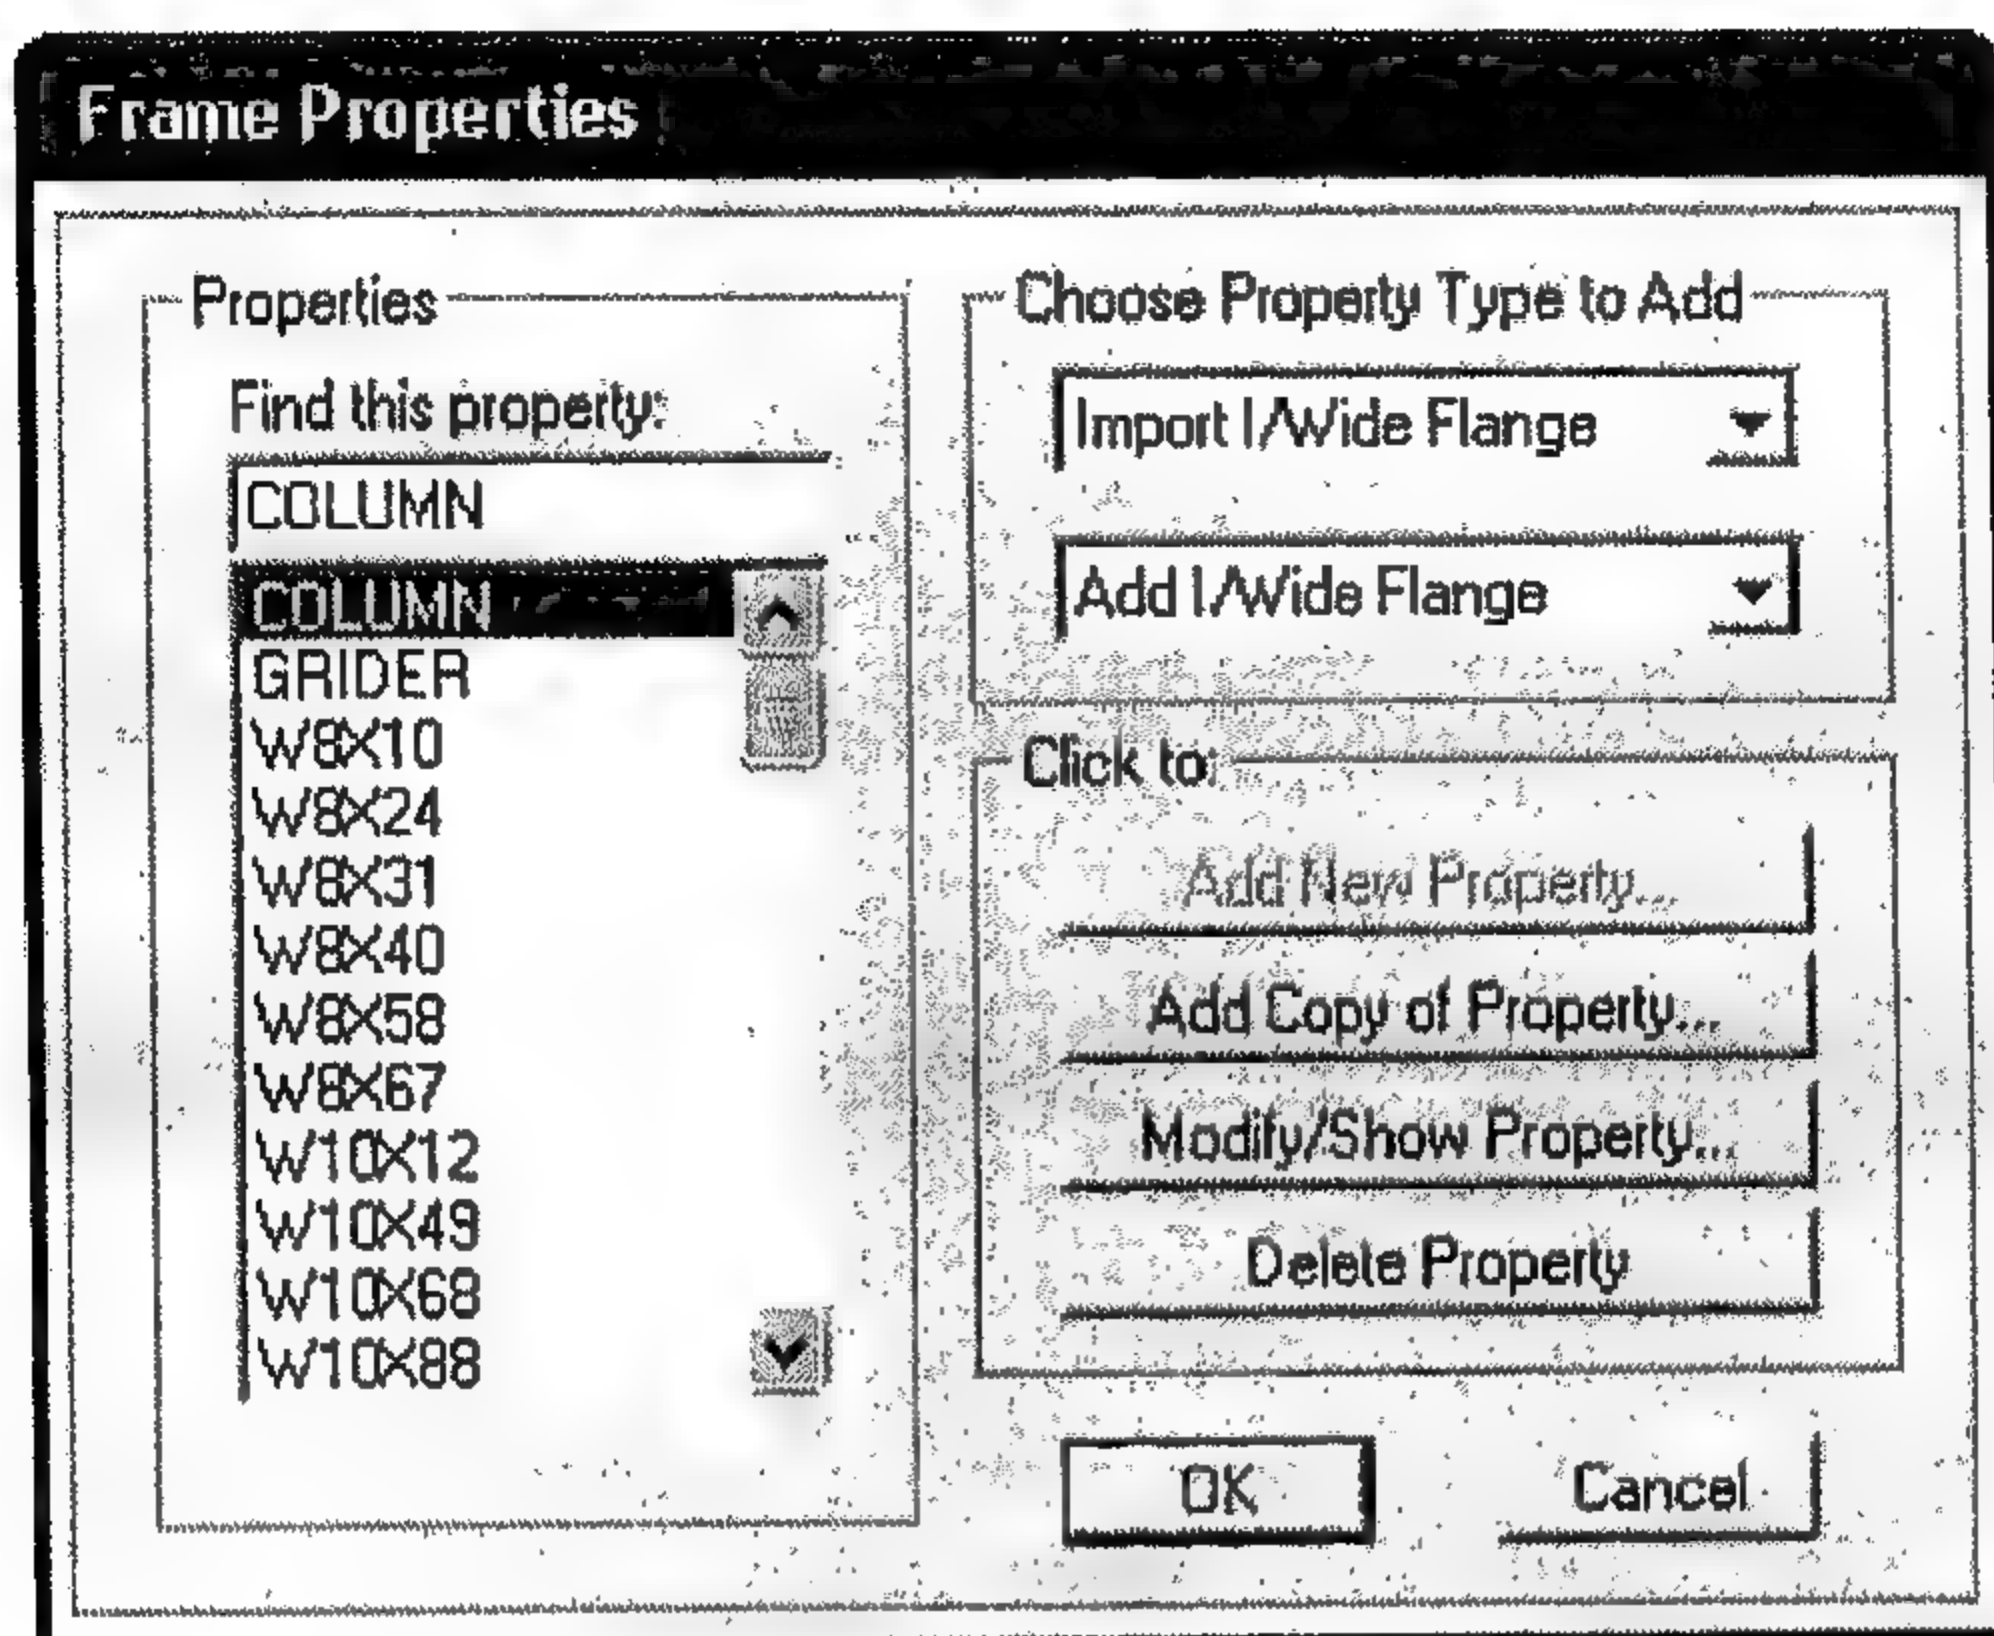 Frame Properties
Properties
Find this property:
COLUMN
COLUMN
GRIDER
W8X10
W8X24
W8X31
W8X40
W8X58
W8X67
W10X12
W10X49
W10X68
W10X88
Choose Property Type to Add
Import I/Wide Flange
Add I/Wide Flange
Click to:
Add New Property...
Add Copy of Property...
Modify/Show Property...
Delete Property
OK
Cancel